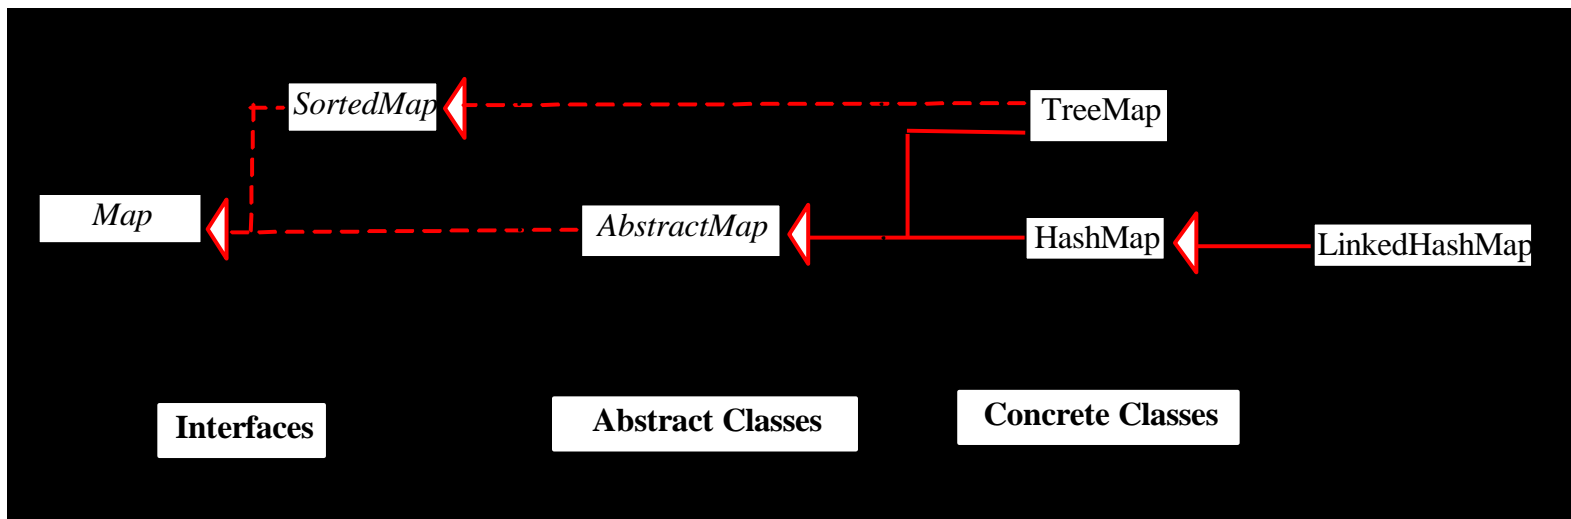 SortedMap
TreeMap
Map
AbstractMap
HashMap
LinkedHashMap
Interfaces
Abstract Classes
Concrete Classes